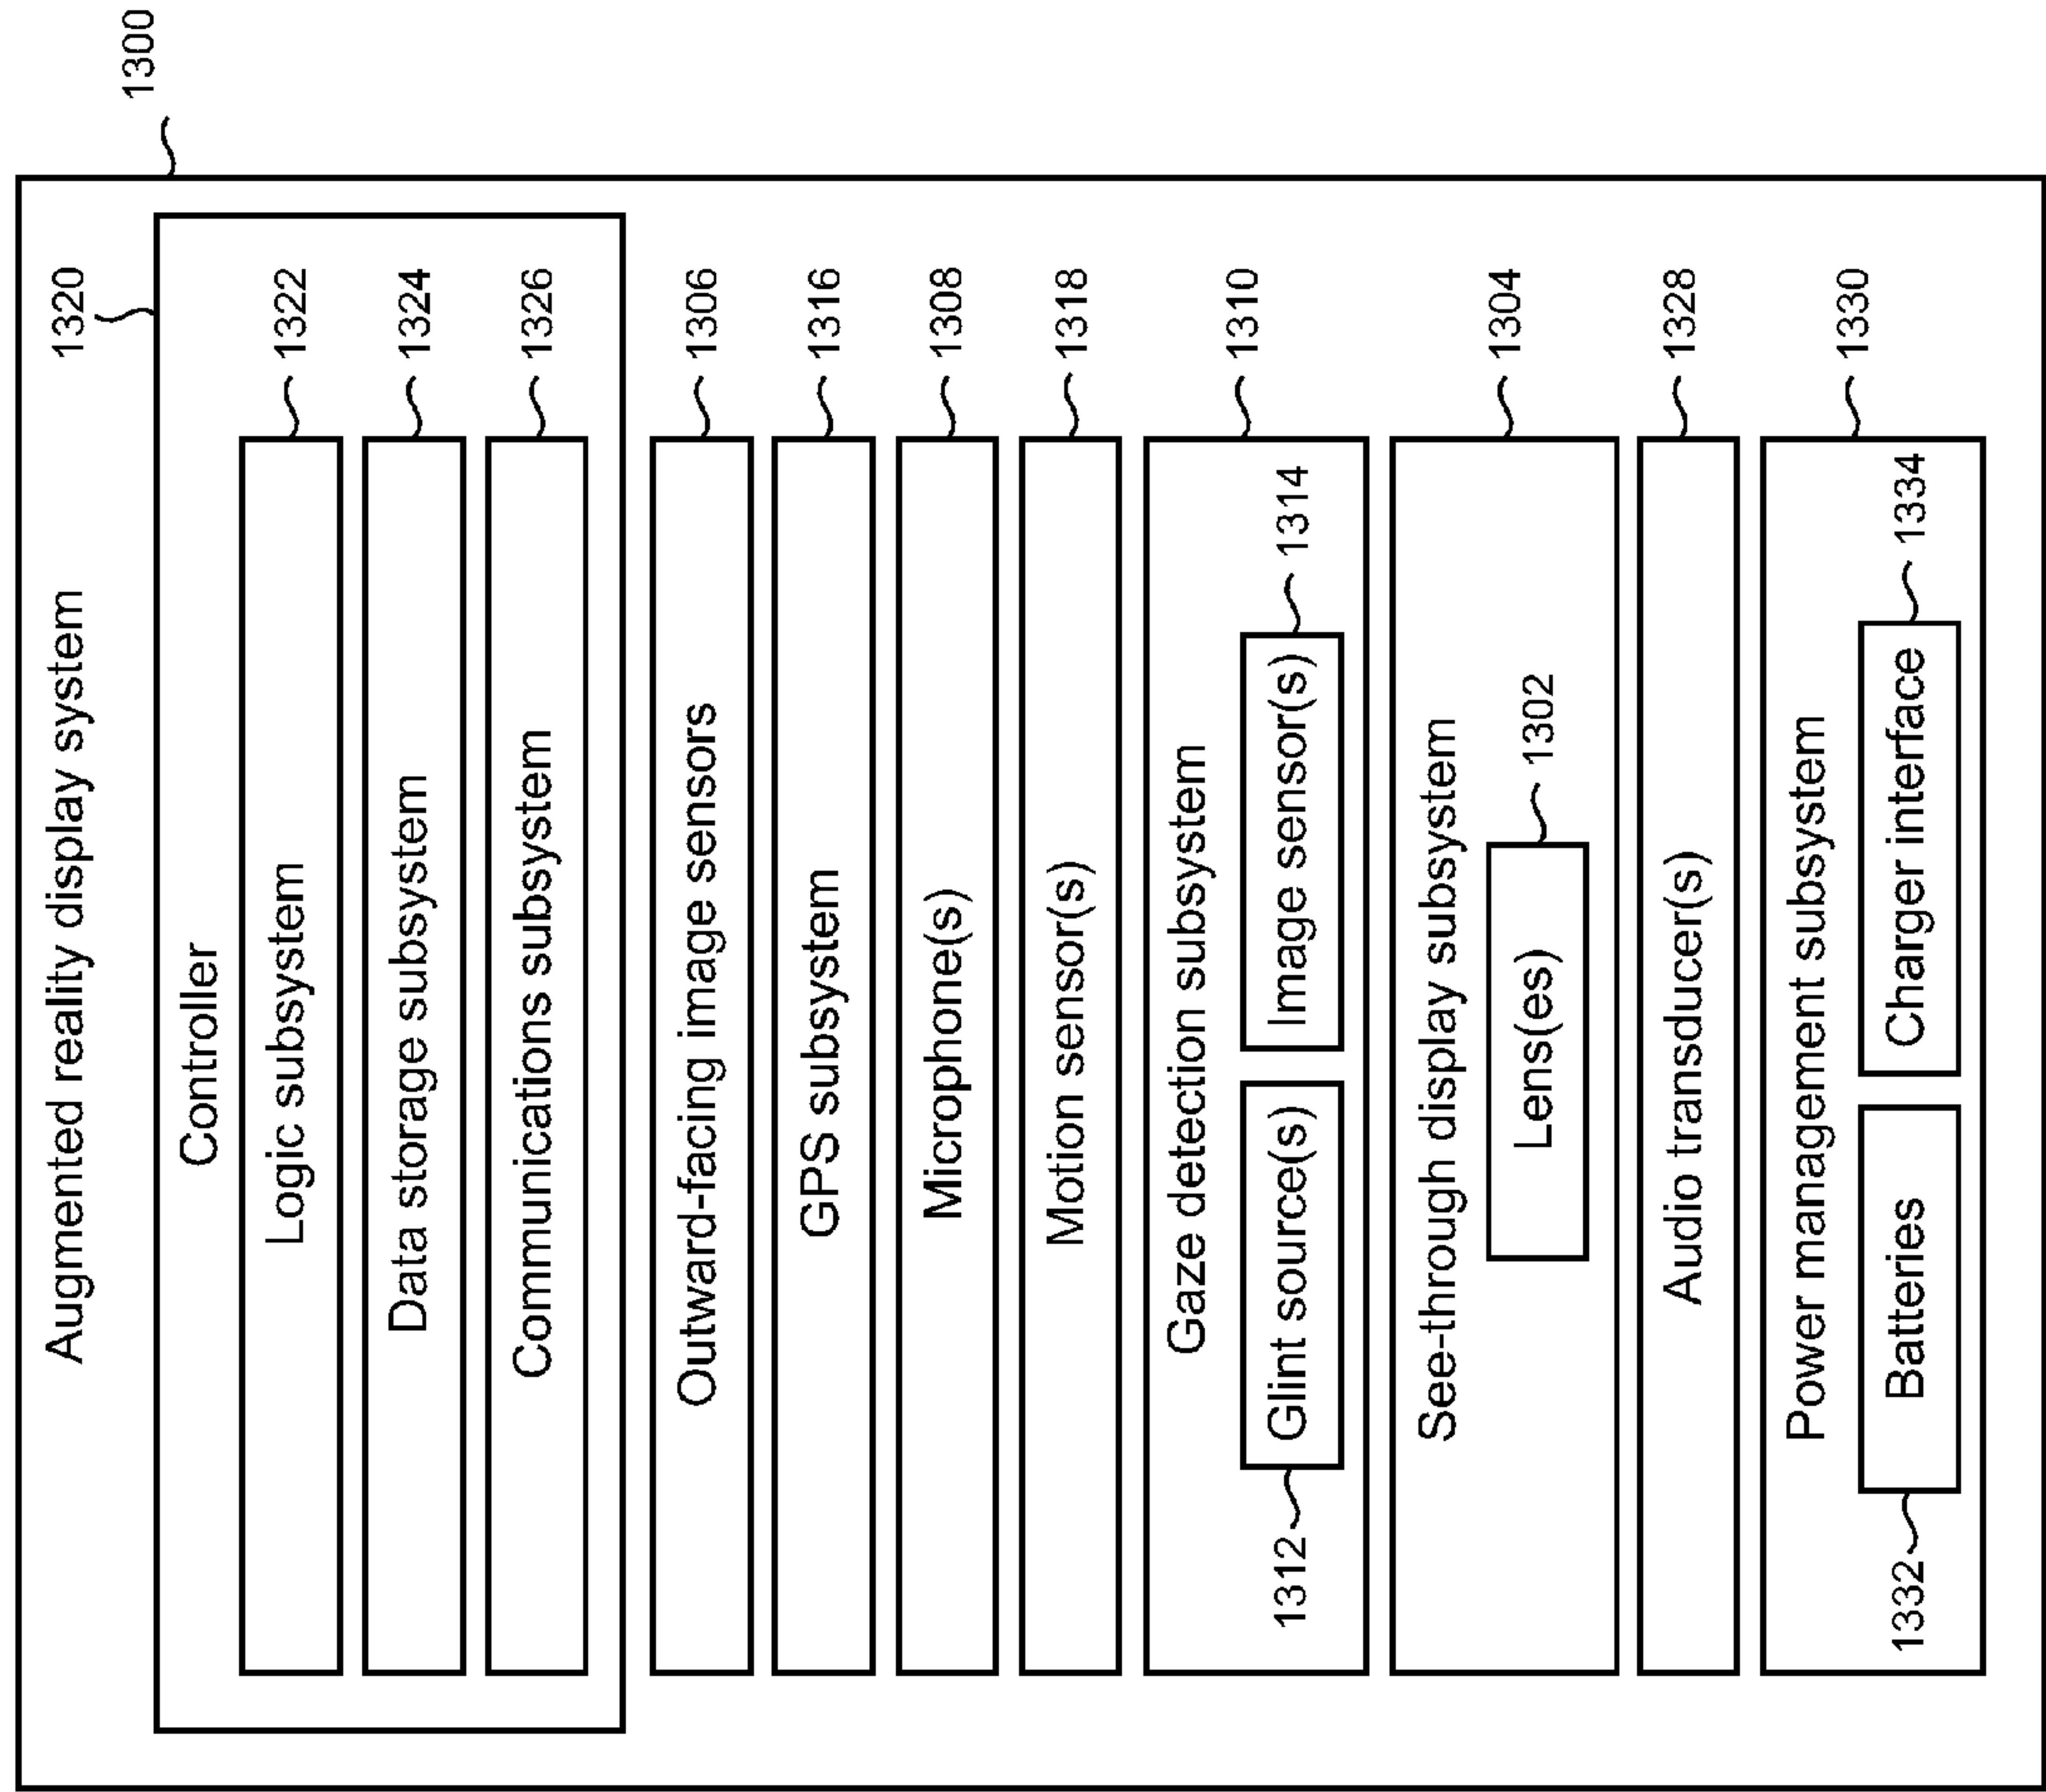 1300
Augmented reality display system
1320
Controller
Logic subsystem
1322
Data storage subsystem
1324
Communications subsystem
1326
Outward-facing image sensors
1306
GPS subsystem
1316
Microphone(s)
1308
Motion sensor(s)
1318
Gaze detection subsystem
1310
1312
Glint source(s)
Image sensor(s)
1314
See-through display subsystem
1304
Lens(es)
1302
Audio transducer(s)
1328
Power management subsystem
1330
1332
Batteries
Charger interface
1334